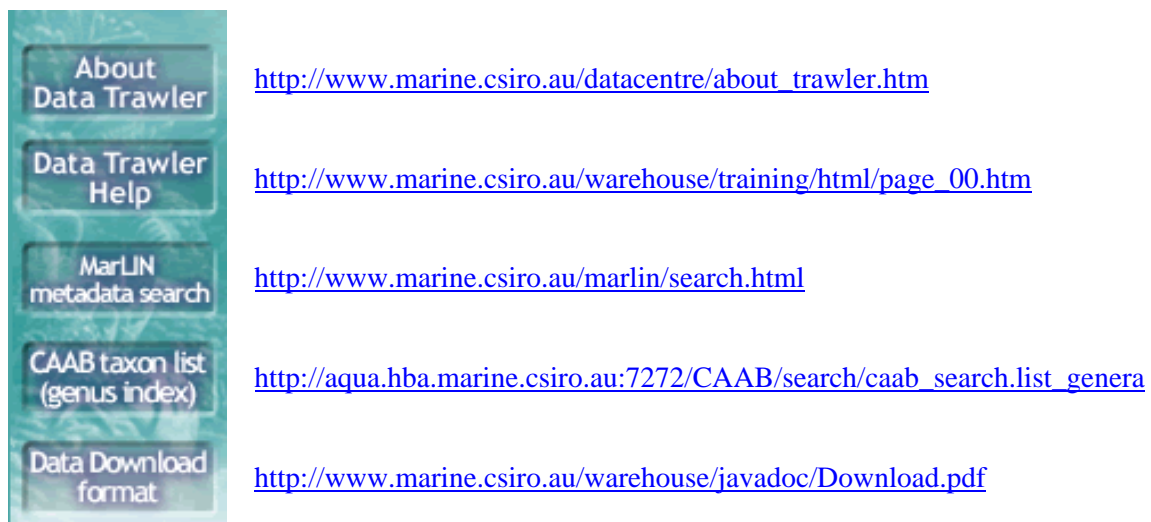 About
Data Trawler
http://www.marine.csiro.au/datacentre/about_trawler.htm
Data Trawler
Help
http://www.marine.csiro.au/warehouse/training/html/page_00.htm
MarLIN
metadata search
http://www.marine.csiro.au/marlin/search.html
CAAB taxon list
(genus index)
http://aqua.hba.marine.csiro.au:7272/CAAB/search/caab_search.list_genera
Data Download
format
http://www.marine.csiro.au/warehouse/javadoc/Download.pdf